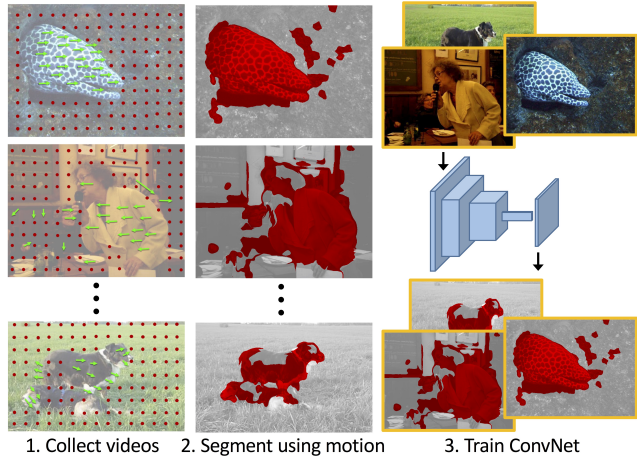 1. Collect videos
2. Segment using motion
3. Train ConvNet